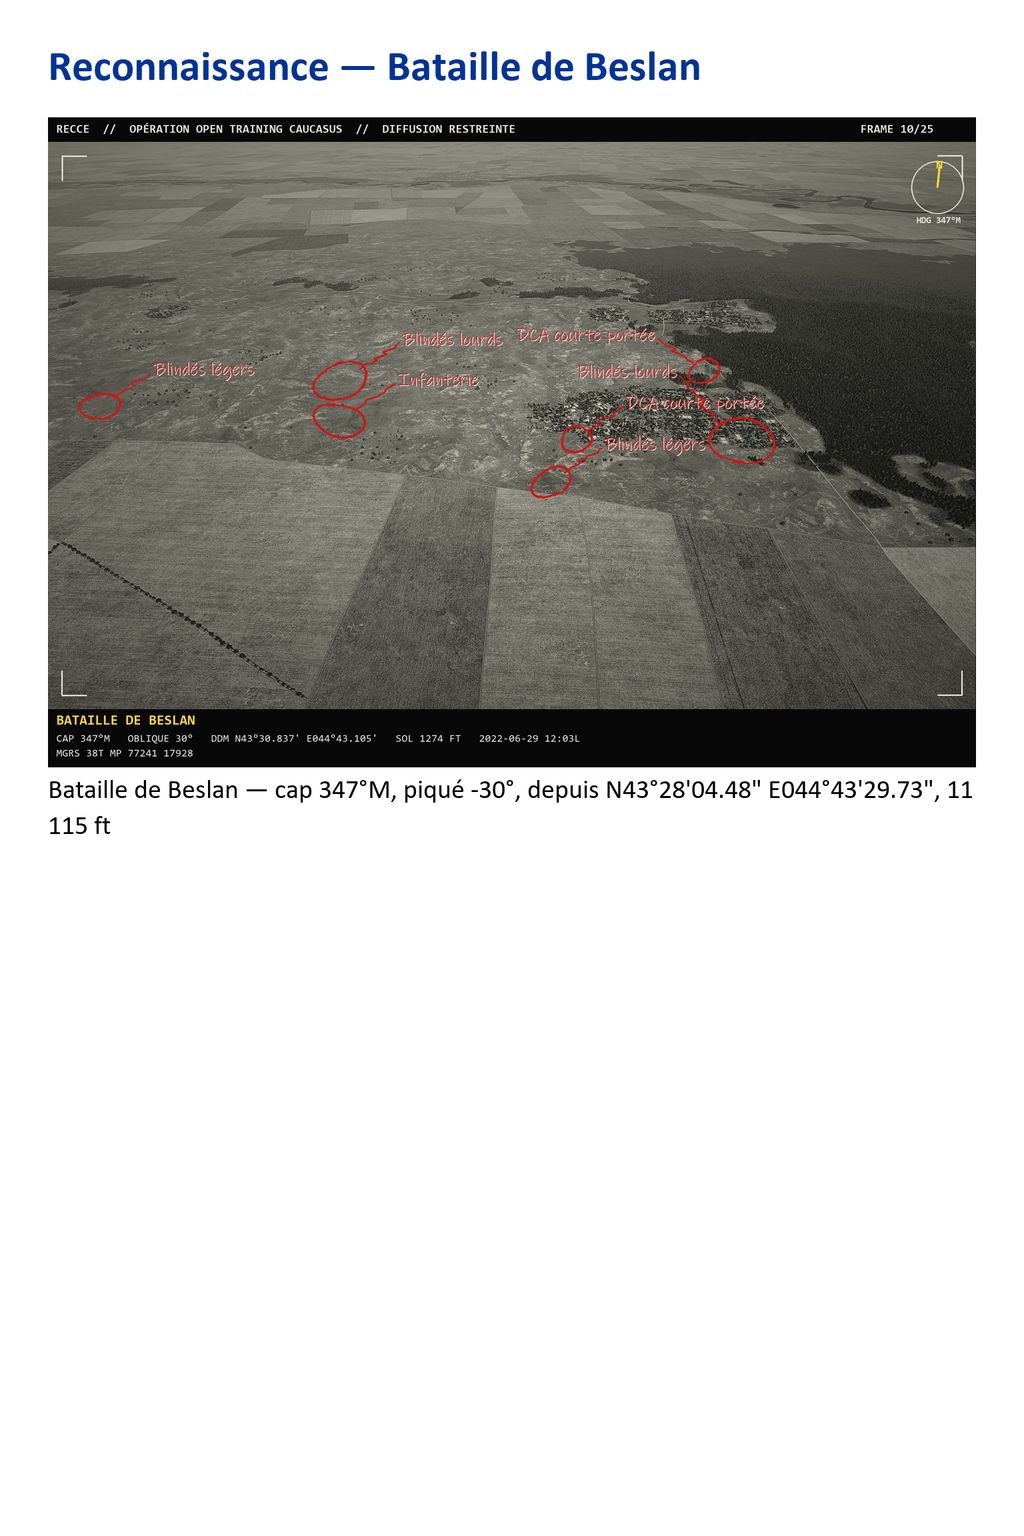 Reconnaissance — Bataille de Beslan
RECCE // OPÉRATION OPEN TRAINING CAUCASUS // DIFFUSION RESTREINTE FRAME 10/25
N
HDG 347°M
Blindés lourds
DCA courte portée
Blindés légers
Infanterie
Blindés lourds
DCA courte portée
Blindés légers
BATAILLE DE BESLAN
CAP 347°M OBLIQUE 30° DDM N43°30.837' E044°43.105' SOL 1274 FT 2022-06-29 12:03L
MGRS 38T MP 77241 17928
Bataille de Beslan — cap 347°M, piqué -30°, depuis N43°28'04.48" E044°43'29.73", 11
115 ft